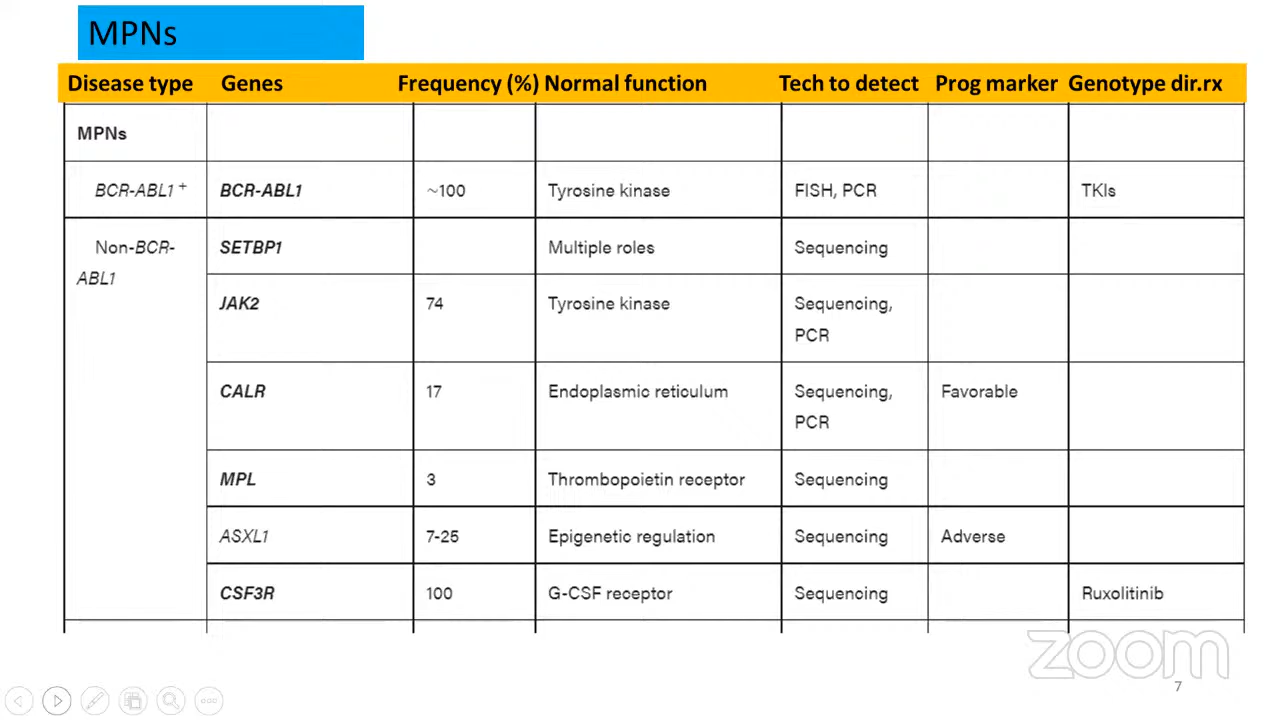 MPNs
Disease type Genes Frequency (%) Normal function Tech to detect Prog marker Genotype dir.rx
MPNs
BCR-ABL1 + BCR-ABL1 ~100 Tyrosine kinase FISH, PCR TKIs
Non-BCR- SETBP1 Multiple roles Sequencing
ABL1
JAK2 74 Tyrosine kinase Sequencing,
PCR
CALR 17 Endoplasmic reticulum Sequencing, Favorable
PCR
MPL 3 Thrombopoietin receptor Sequencing
ASXL1 7-25 Epigenetic regulation Sequencing Adverse
CSF3R 100 G-CSF receptor Sequencing Ruxolitinib
zoom
7